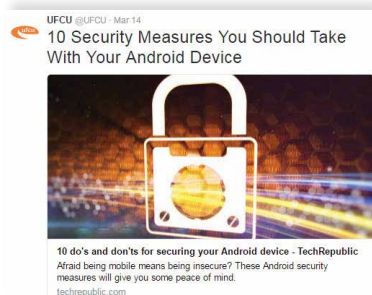 UFCU @UFCU · Mar 14
ufcu
10 Security Measures You Should Take
With Your Android Device
10 do's and don'ts for securing your Android device - TechRepublic
Afraid being mobile means being insecure? These Android security
measures will give you some peace of mind.
techrepublic.com